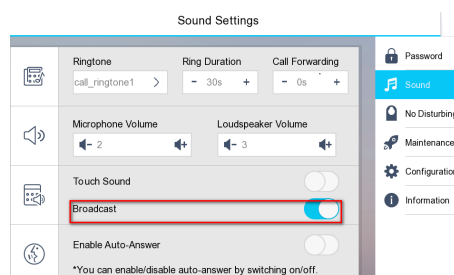 Sound Settings
Ringtone Ring Duration Call Forwarding
call_ringtone1 > - 30s + - 0s +
Microphone Volume Loudspeaker Volume
- 2 + - 3 +
Touch Sound
Broadcast
Enable Auto-Answer
*You can enable/disable auto-answer by switching on/off.
Password
Sound
No Disturbing
Maintenance
Configuration
Information